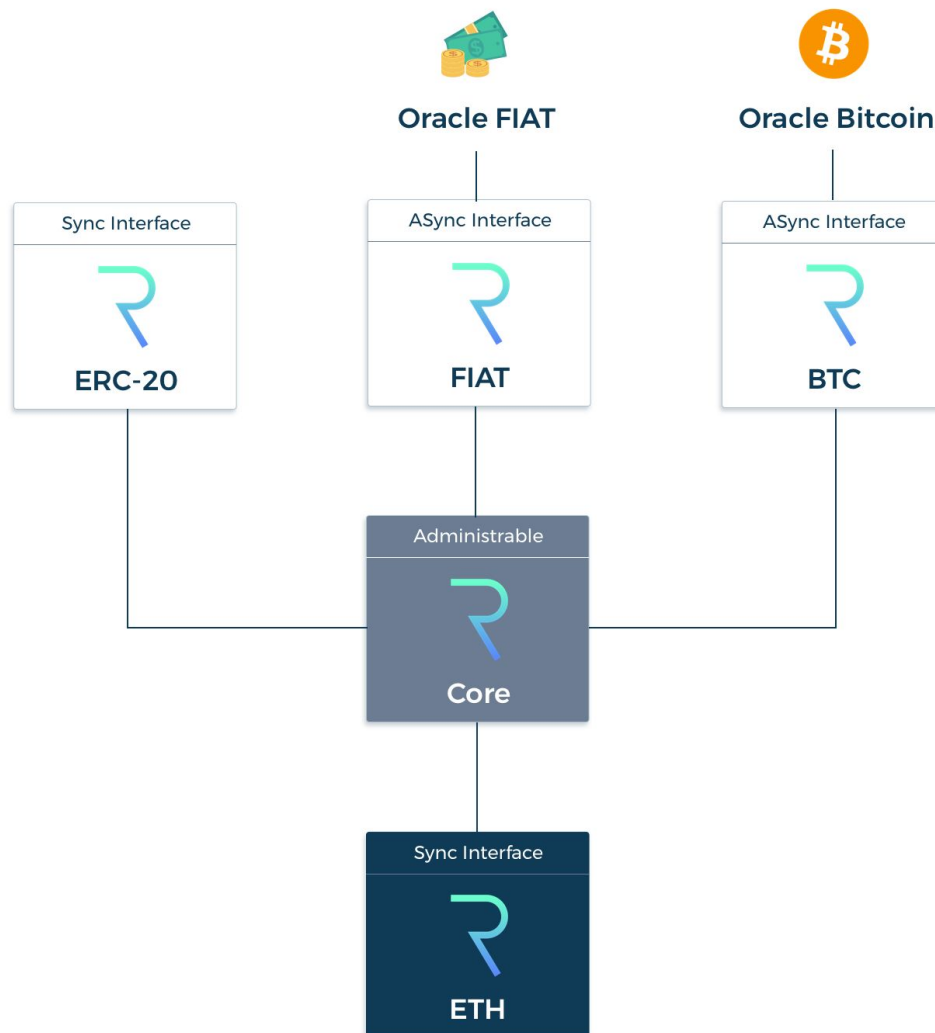 Oracle FIAT
Oracle Bitcoin
Sync Interface
ERC-20
ASync Interface
FIAT
ASync Interface
BTC
Administrable
Core
Sync Interface
ETH